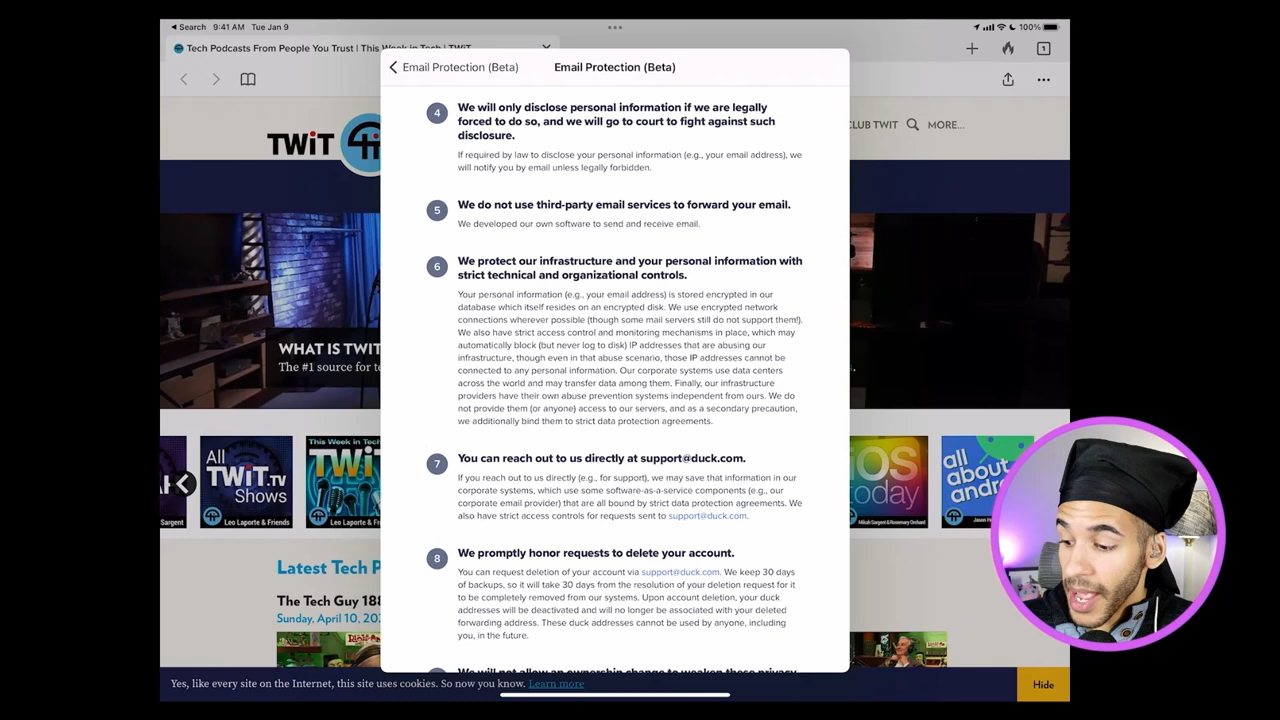 Search 9:41 AM Tue Jan 9
100%
Tech Podcasts From People You Trust | This Week in Tech | TWiT
1
Email Protection (Beta)
Email Protection (Beta)
TWiT
CLUB TWIT
MORE...
4
We will only disclose personal information if we are legally
forced to do so, and we will go to court to fight against such
disclosure.
If required by law to disclose your personal information (e.g., your email address), we
will notify you by email unless legally forbidden.
5
We do not use third-party email services to forward your email.
We developed our own software to send and receive email.
6
We protect our infrastructure and your personal information with
strict technical and organizational controls.
Your personal information (e.g., your email address) is stored encrypted in our
database which itself resides on an encrypted disk. We use encrypted network
connections wherever possible (though some mail servers still do not support them!).
We also have strict access control and monitoring mechanisms in place, which may
automatically block (but never log to disk) IP addresses that are abusing our
infrastructure, though even in that abuse scenario, those IP addresses cannot be
connected to any personal information. Our corporate systems use data centers
across the world and may transfer data among them. Finally, our infrastructure
providers have their own abuse prevention systems independent from ours. We do
not provide them (or anyone) access to our servers, and as a secondary precaution,
we additionally bind them to strict data protection agreements.
WHAT IS TWIT
The #1 source for te
7
You can reach out to us directly at support@duck.com.
If you reach out to us directly (e.g., for support), we may save that information in our
corporate systems, which use some software-as-a-service components (e.g., our
corporate email provider) that are all bound by strict data protection agreements. We
also have strict access controls for requests sent to support@duck.com.
8
We promptly honor requests to delete your account.
You can request deletion of your account via support@duck.com. We keep 30 days
of backups, so it will take 30 days from the resolution of your deletion request for it
to be completely removed from our systems. Upon account deletion, your duck
addresses will be deactivated and will no longer be associated with your deleted
forwarding address. These duck addresses cannot be used by anyone, including
you, in the future.
We will not allow an ownership change to weaken these privacy
Sargent
All
TWiT.tv
Shows
Leo Laporte & Friends
This Week in Tech
TWiT
Leo Laporte & Friends
iOS
today
Mikah Sargent & Rosemary Orchard
all
about
andr
Jason H
Latest Tech P
The Tech Guy 188
Sunday, April 10, 202
Yes, like every site on the Internet, this site uses cookies. So now you know. Learn more
Hide